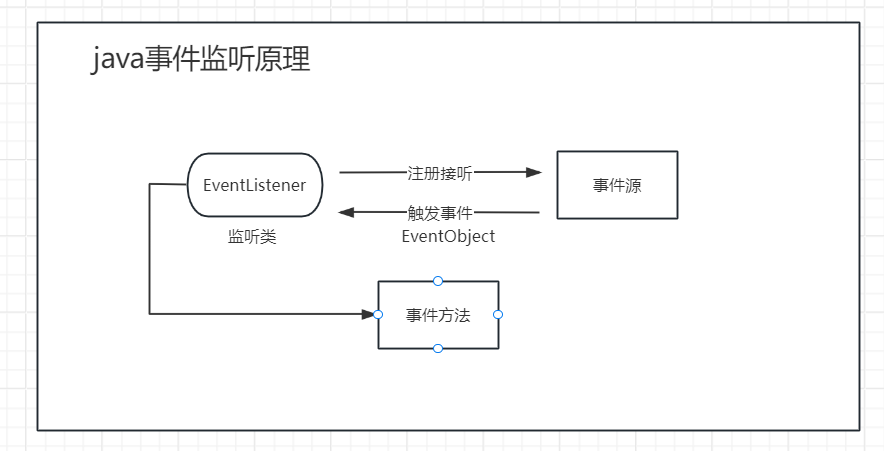 java事件监听原理
注册接听
EventListener
事件源
触发事件
监听类
EventObject
事件方法